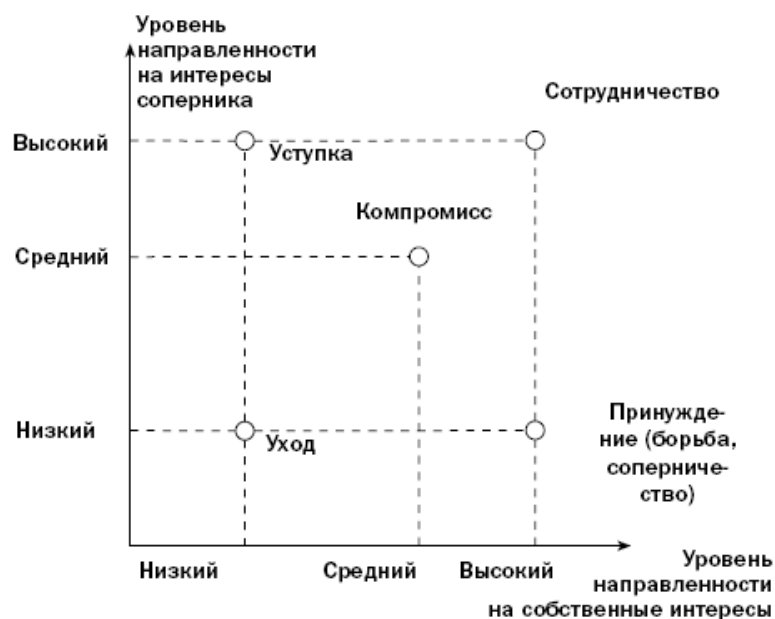 Уровень
направленности
на интересы
соперника
Сотрудничество
Высокий
Уступка
Компромисс
Средний
Низкий
Уход
Принужде-
ние (борьба,
соперниче-
ство)
Низкий
Средний
Высокий
Уровень
направленности
на собственные интересы